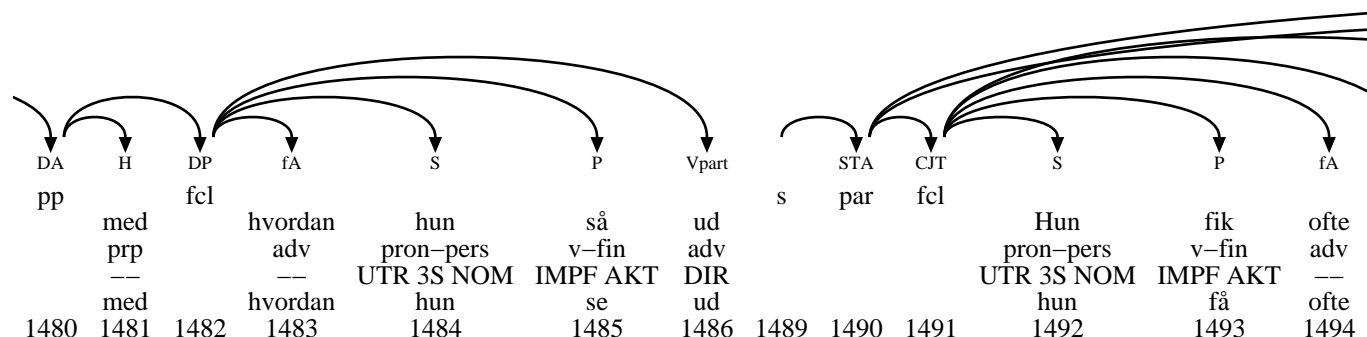 DA H DP fA S P Vpart STA CJT S P fA
pp fcl s par fcl
med hvordan hun så ud Hun fik ofte
prp adv pron−pers v−fin adv pron−pers v−fin adv
−− −− UTR 3S NOM IMPF AKT DIR UTR 3S NOM IMPF AKT −−
med hvordan hun se ud hun få ofte
1480 1481 1482 1483 1484 1485 1486 1489 1490 1491 1492 1493 1494